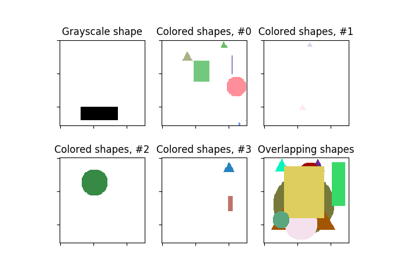 Grayscale shape
Colored shapes, #0
Colored shapes, #1
Colored shapes, #2
Colored shapes, #3
Overlapping shapes